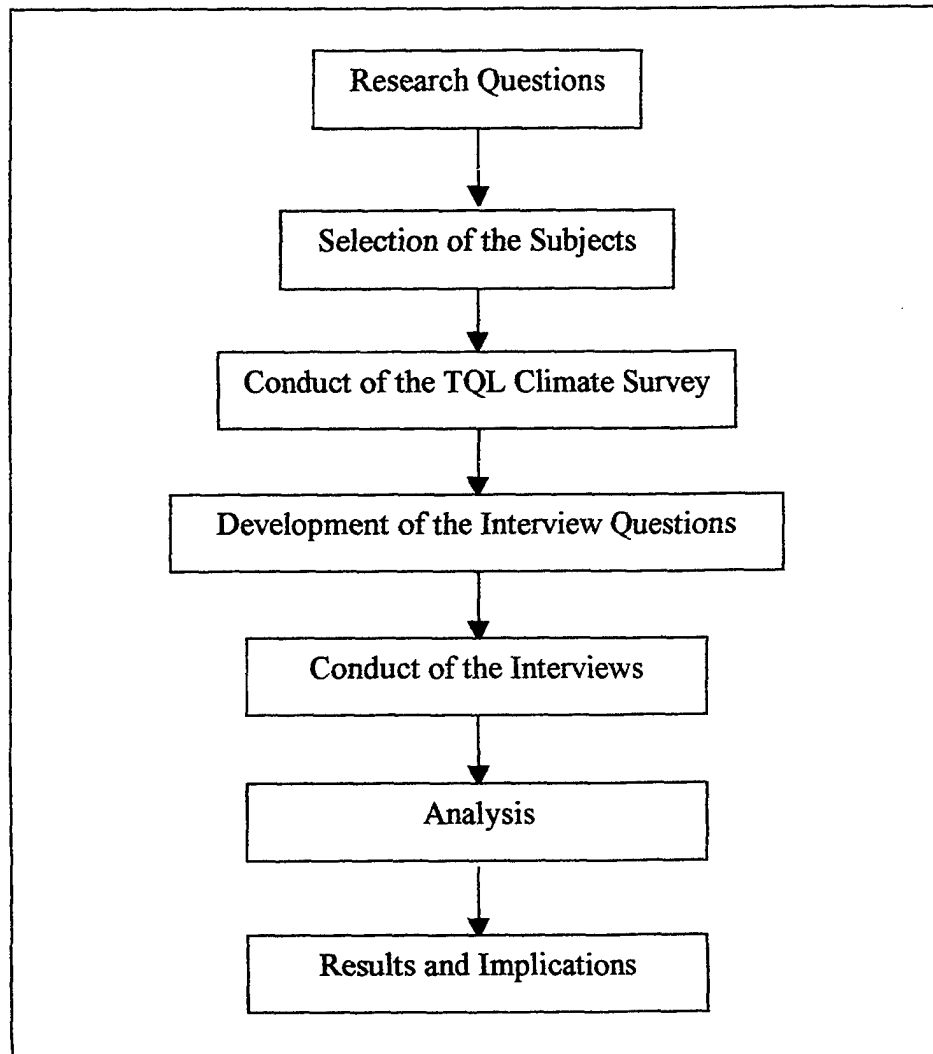 Research Questions
Selection of the Subjects
Conduct of the TQL Climate Survey
Development of the Interview Questions
Conduct of the Interviews
Analysis
Results and Implications